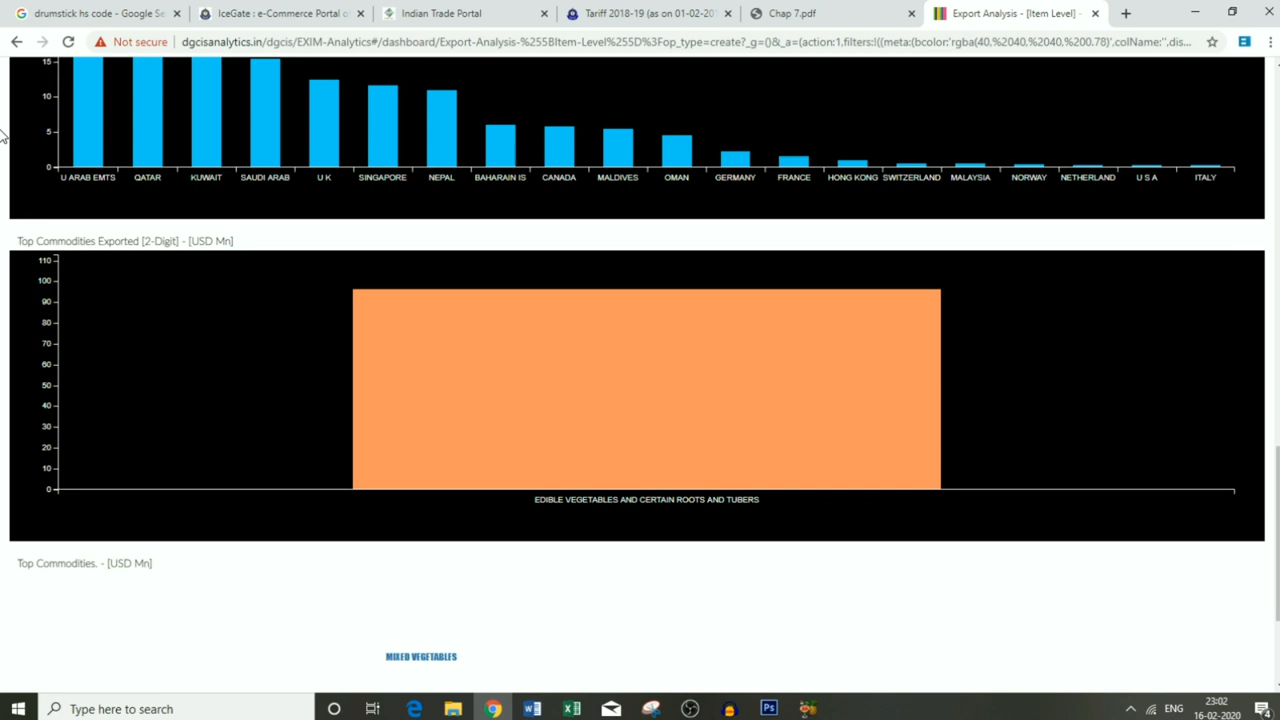 drumstick hs code - Google Se
IceGate : e-Commerce Portal o
Indian Trade Portal
Tariff 2018-19 (as on 01-02-201
Chap 7.pdf
Export Analysis - [Item Level] -
Not secure
dgcisanalytics.in/dgcis/EXIM-Analytics#/dashboard/Export-Analysis-%255BItem-Level%255D%3Fop_type=create?_g=()&_a=(action:1,filters:!((meta:(bcolor:'rgba(40,%2040,%2040,%200.78)',colName:'',dis...
15
10
5
0
U ARAB EMTS QATAR KUWAIT SAUDI ARAB U K SINGAPORE NEPAL BAHARAIN IS CANADA MALDIVES OMAN GERMANY FRANCE HONG KONG SWITZERLAND MALAYSIA NORWAY NETHERLAND U S A ITALY
Top Commodities Exported [2-Digit] - [USD Mn]
110
100
90
80
70
60
50
40
30
20
10
0
EDIBLE VEGETABLES AND CERTAIN ROOTS AND TUBERS
Top Commodities. - [USD Mn]
MIXED VEGETABLES
Type here to search
ENG
23:02
16-02-2020
4